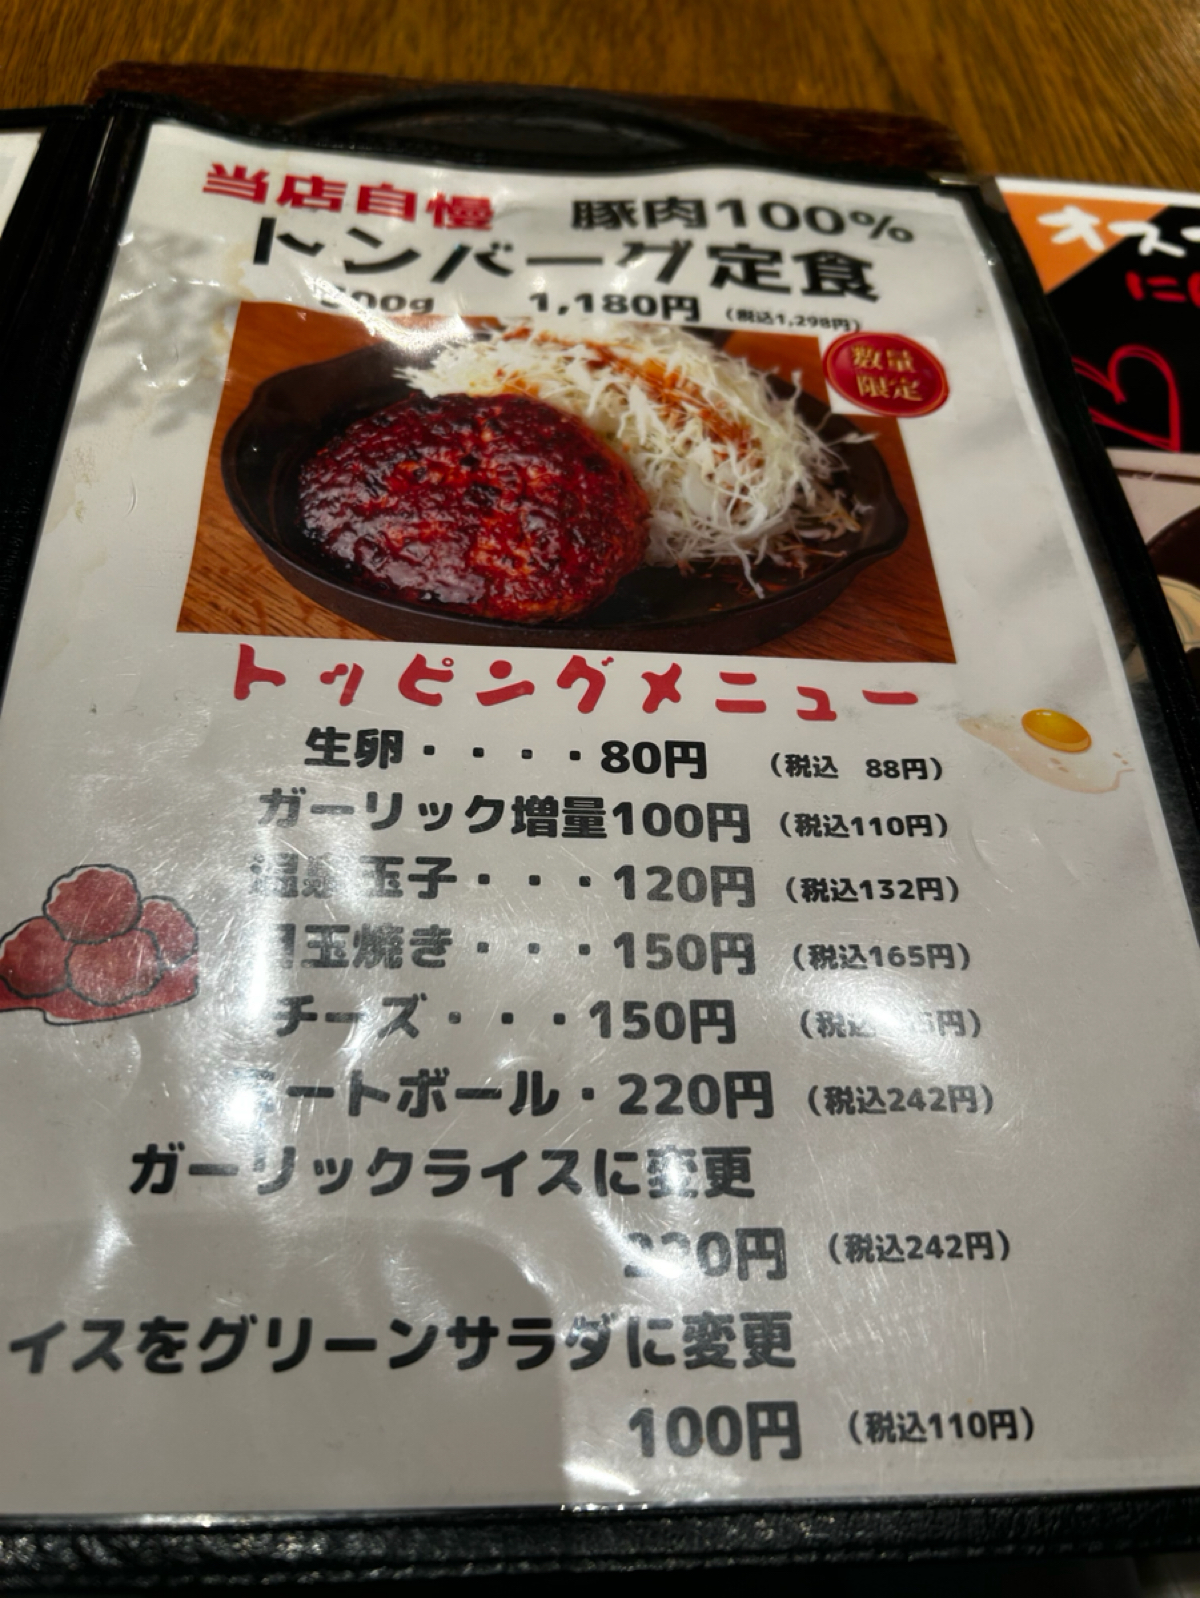 当店自慢 豚肉100%
トンバーグ定食
1,180円 (税込1,298円)
数量
限定
トッピングメニュー
生卵・・・・80円 (税込 88円)
ガーリック増量100円 (税込110円)
玉子・・・120円 (税込132円)
玉焼き・・・150円 (税込165円)
チーズ・・・150円
ートボール・220円 (税込242円)
ガーリックライスに変更
(税込242円)
イスをグリーンサラダに変更
100円 (税込110円)
オス
に